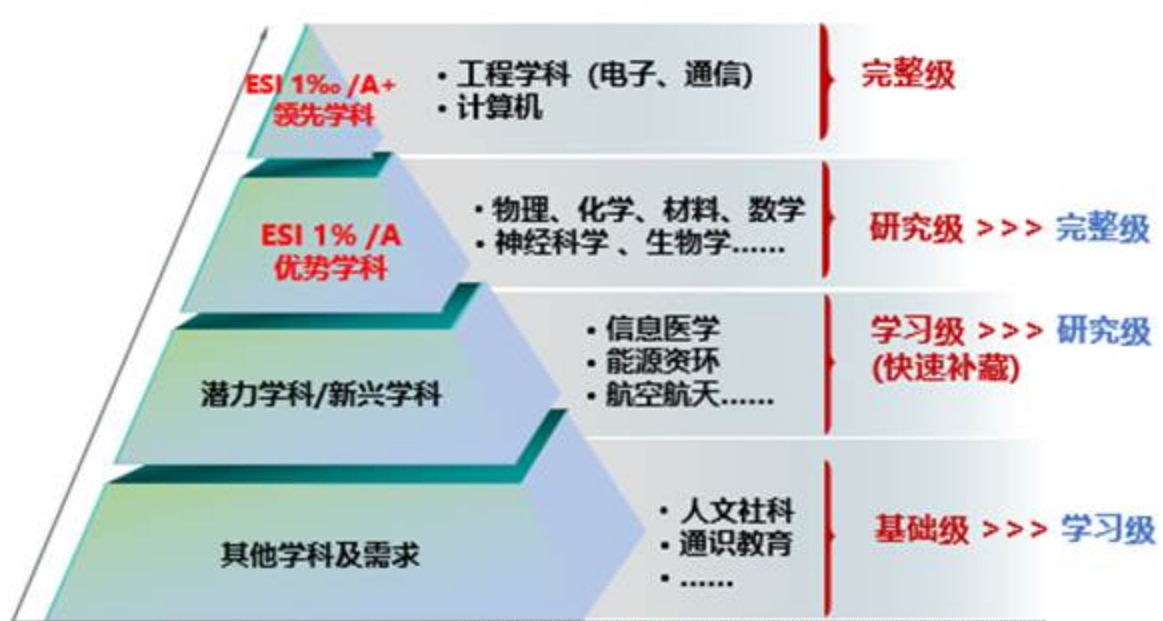 ESI 1‰ /A+
领先学科
• 工程学科 (电子、通信)
• 计算机
完整级
ESI 1% /A
优势学科
• 物理、化学、材料、数学
• 神经科学 、生物学......
研究级 >>> 完整级
潜力学科/新兴学科
• 信息医学
• 能源资环
• 航空航天......
学习级 >>> 研究级
(快速补藏)
其他学科及需求
• 人文社科
• 通识教育
• ......
基础级 >>> 学习级